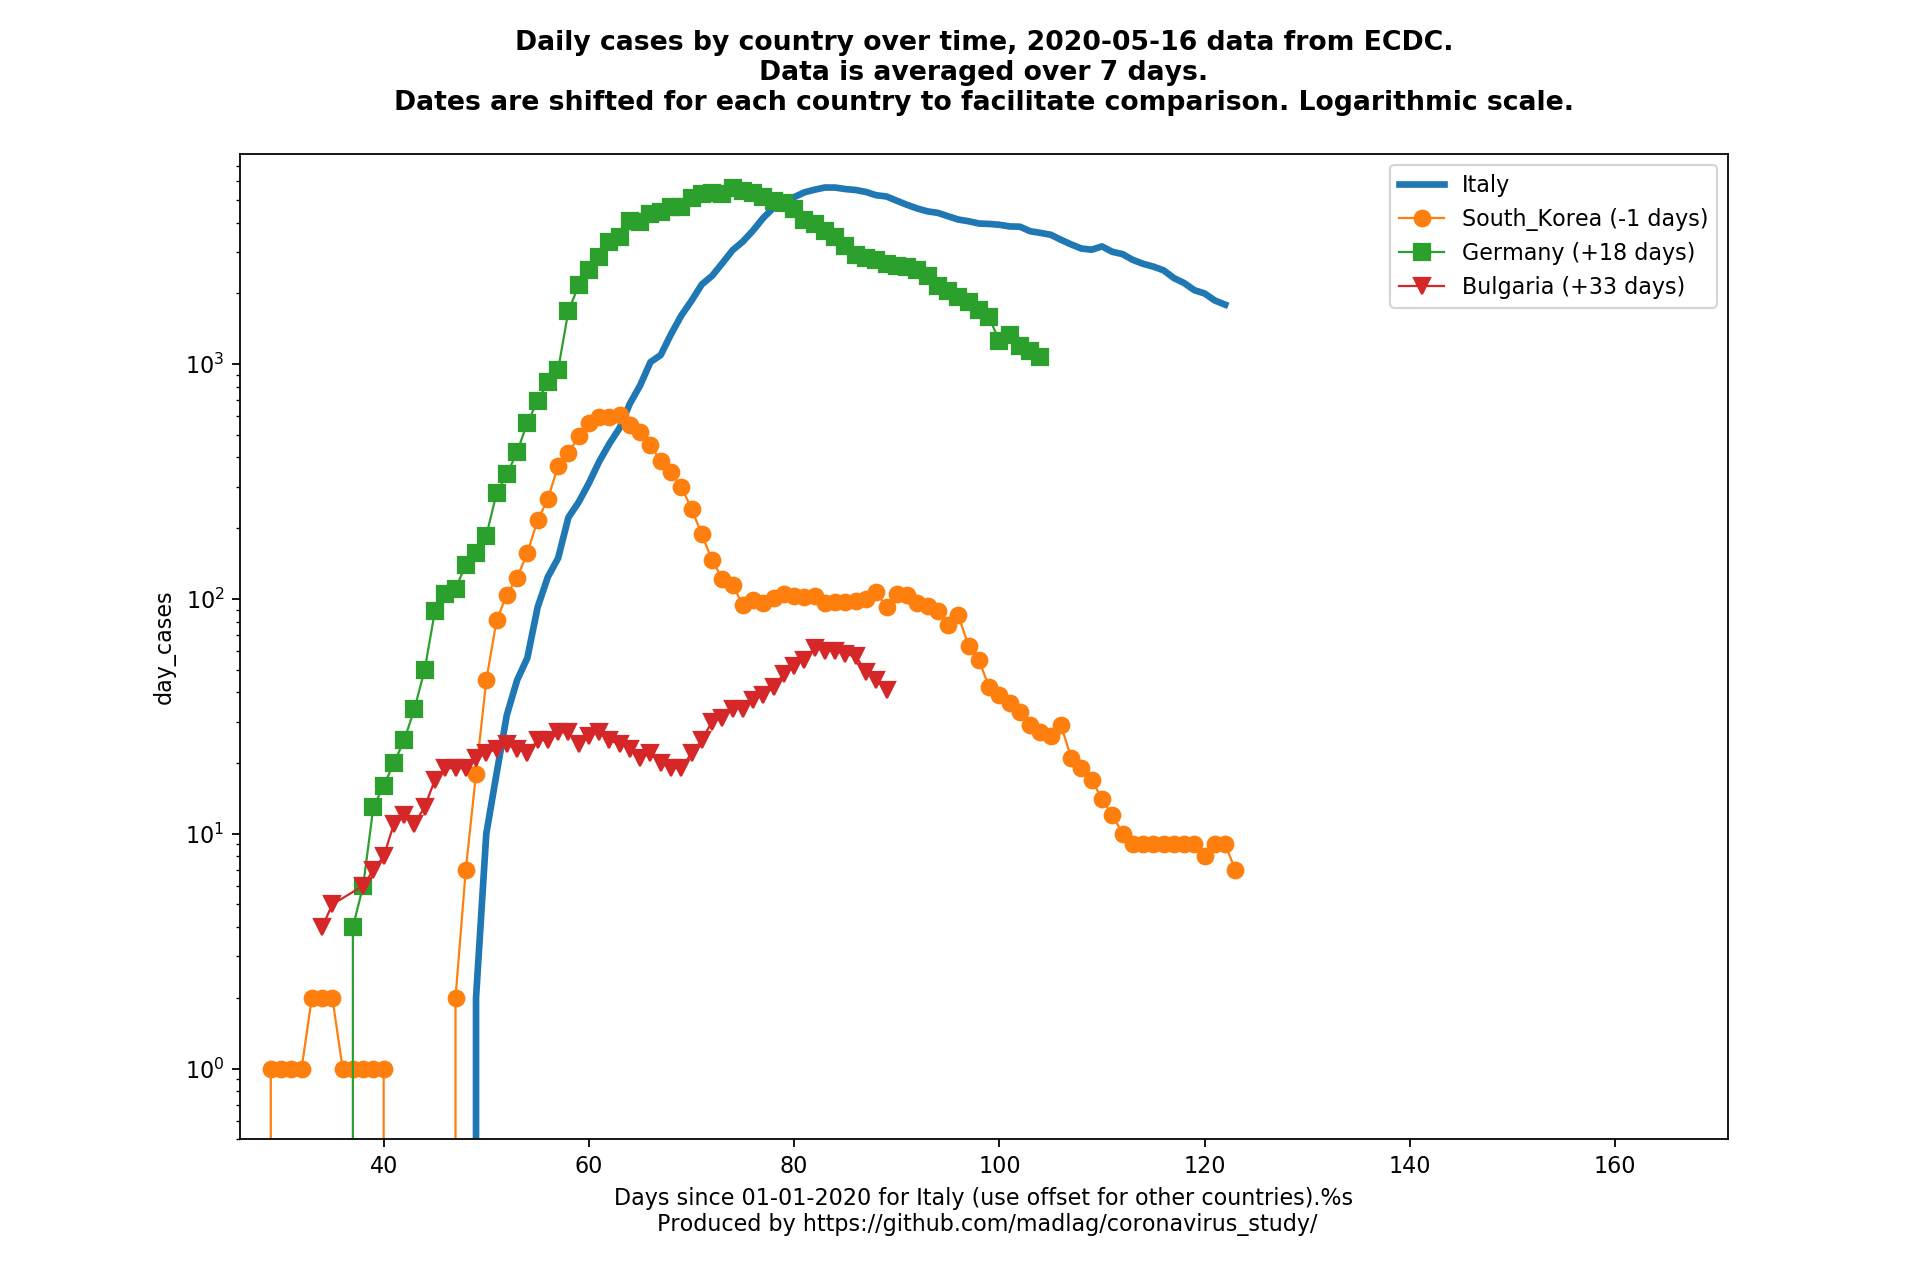 Daily cases by country over time, 2020-05-16 data from ECDC.
Data is averaged over 7 days.
Dates are shifted for each country to facilitate comparison. Logarithmic scale.
Italy
South_Korea (-1 days)
Germany (+18 days)
Bulgaria (+33 days)
day_cases
10³
10²
10¹
10⁰
40 60 80 100 120 140 160
Days since 01-01-2020 for Italy (use offset for other countries).%s
Produced by https://github.com/madlag/coronavirus_study/